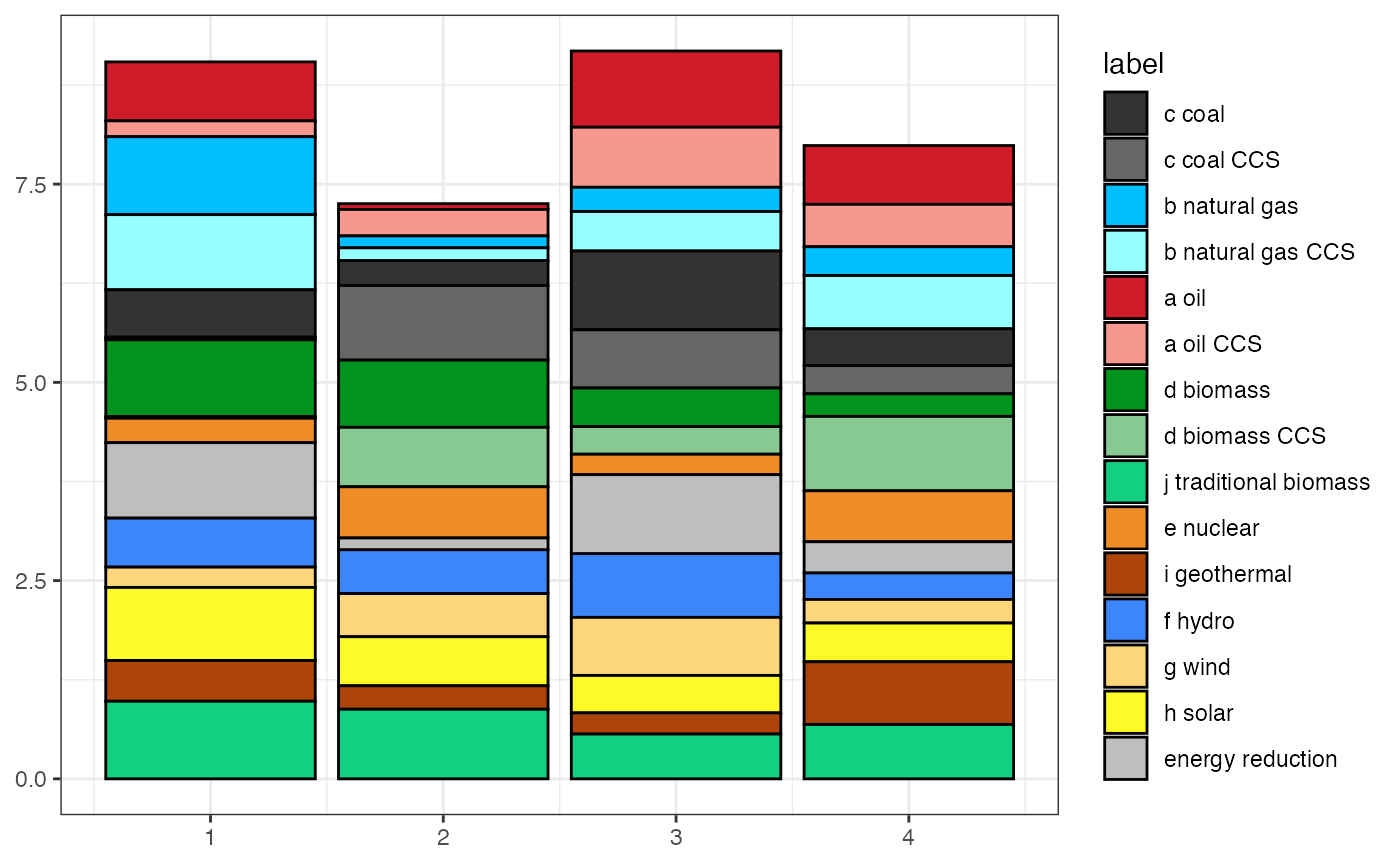 7.5
5.0
2.5
0.0
1 2 3 4
label
c coal
c coal CCS
b natural gas
b natural gas CCS
a oil
a oil CCS
d biomass
d biomass CCS
j traditional biomass
e nuclear
i geothermal
f hydro
g wind
h solar
energy reduction